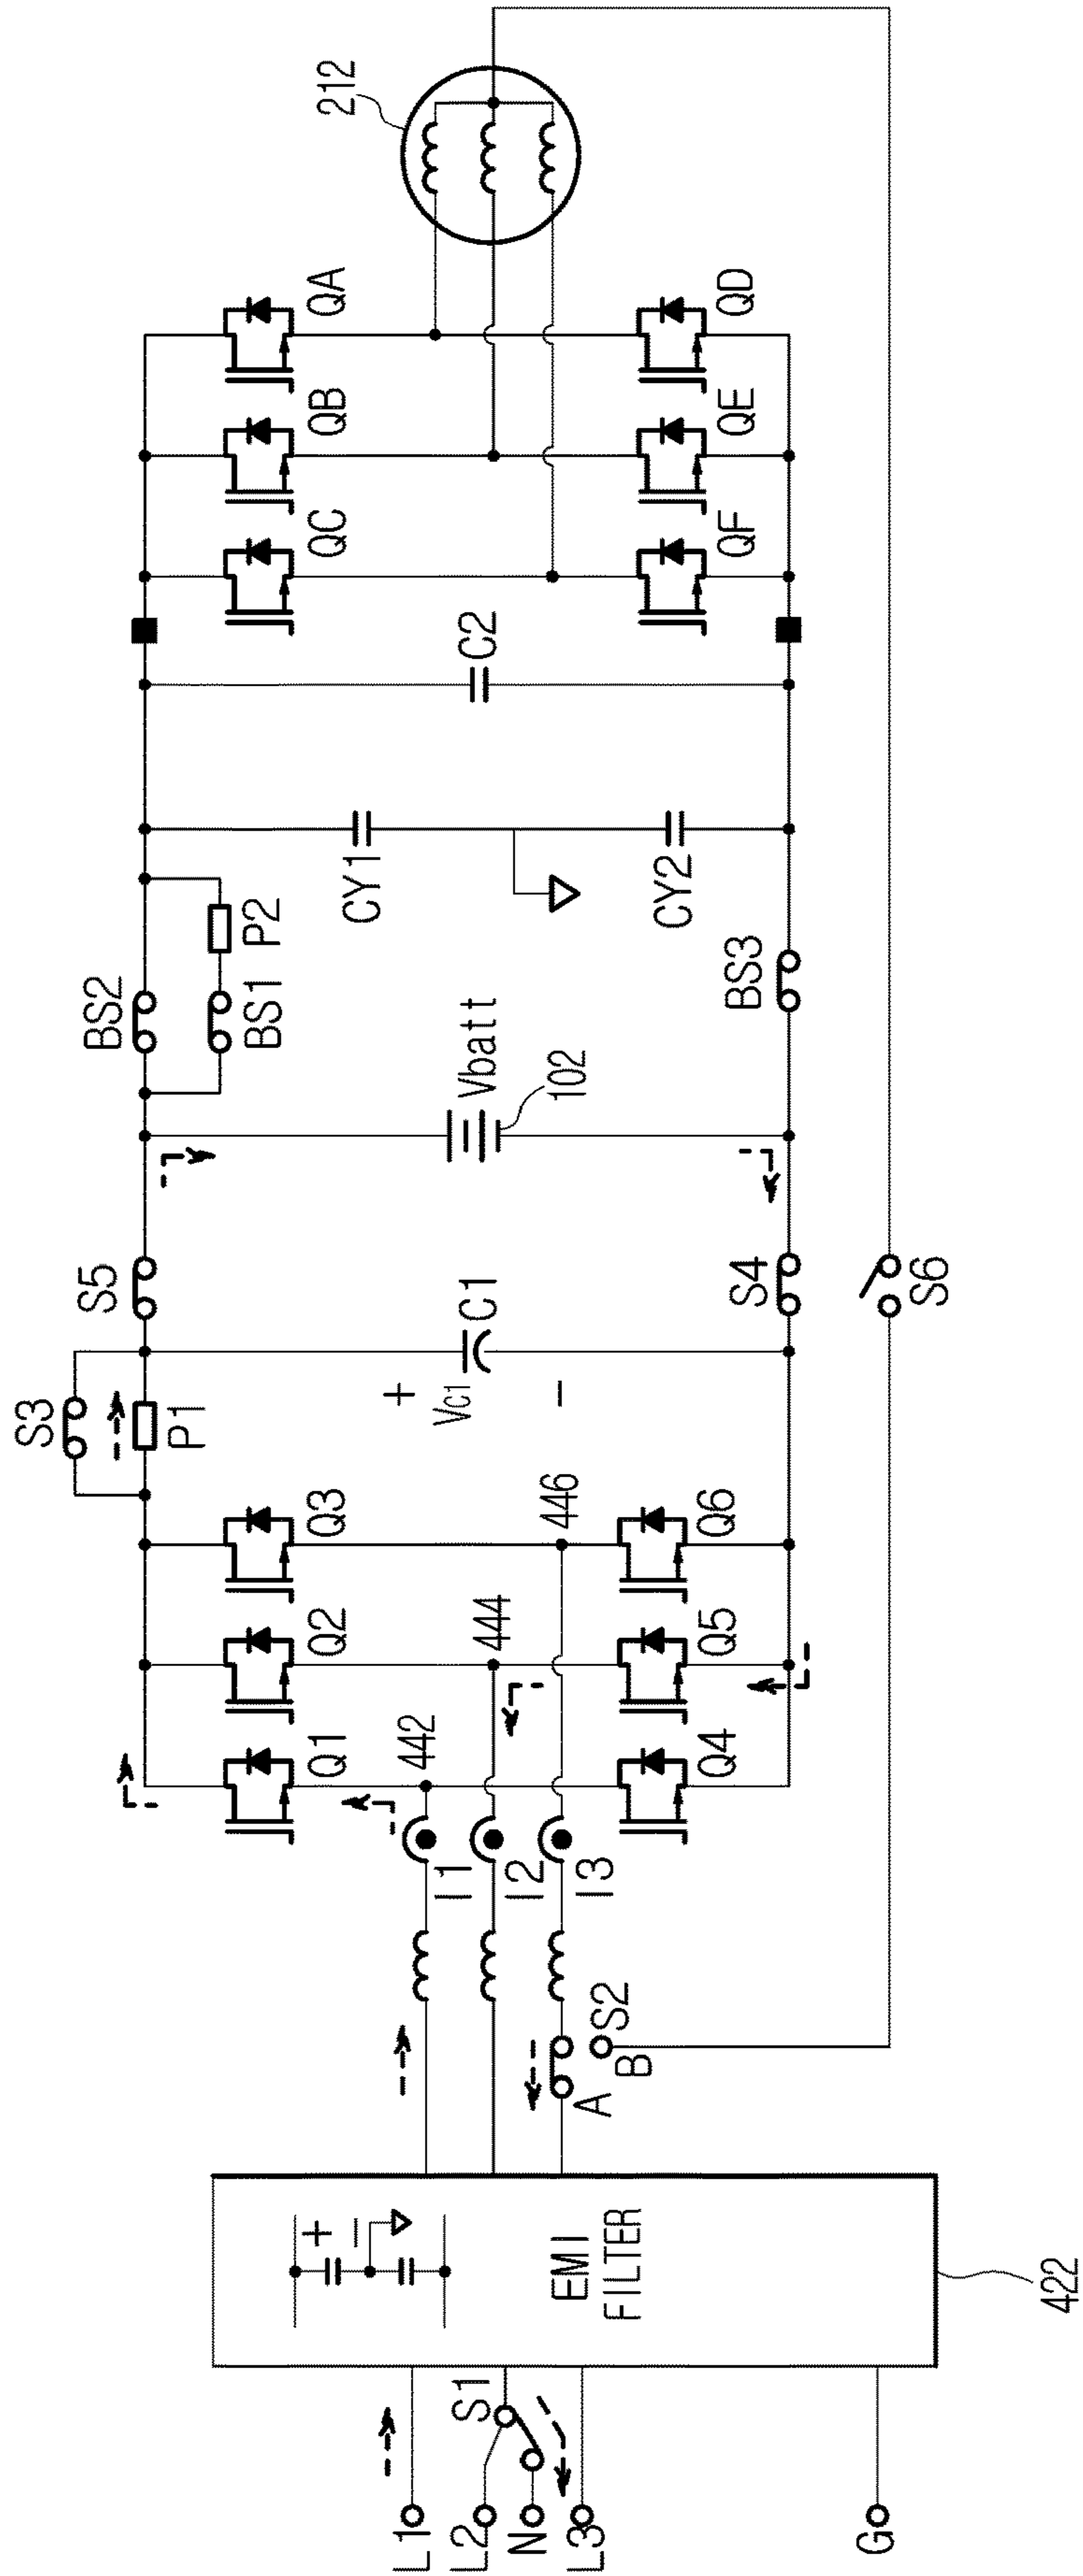 212
QA
QB
QC
QD
QE
QF
C2
CY1
CY2
P2
BS2
BS1
BS3
Vbatt
102
S5
S4
S6
C1
+
VC1
−
S3
P1
Q3
446
Q6
Q2
444
Q5
Q1
442
Q4
I1
I2
I3
S2
A
B
+
−
EMI
FILTER
422
S1
L1
L2
N
L3
G